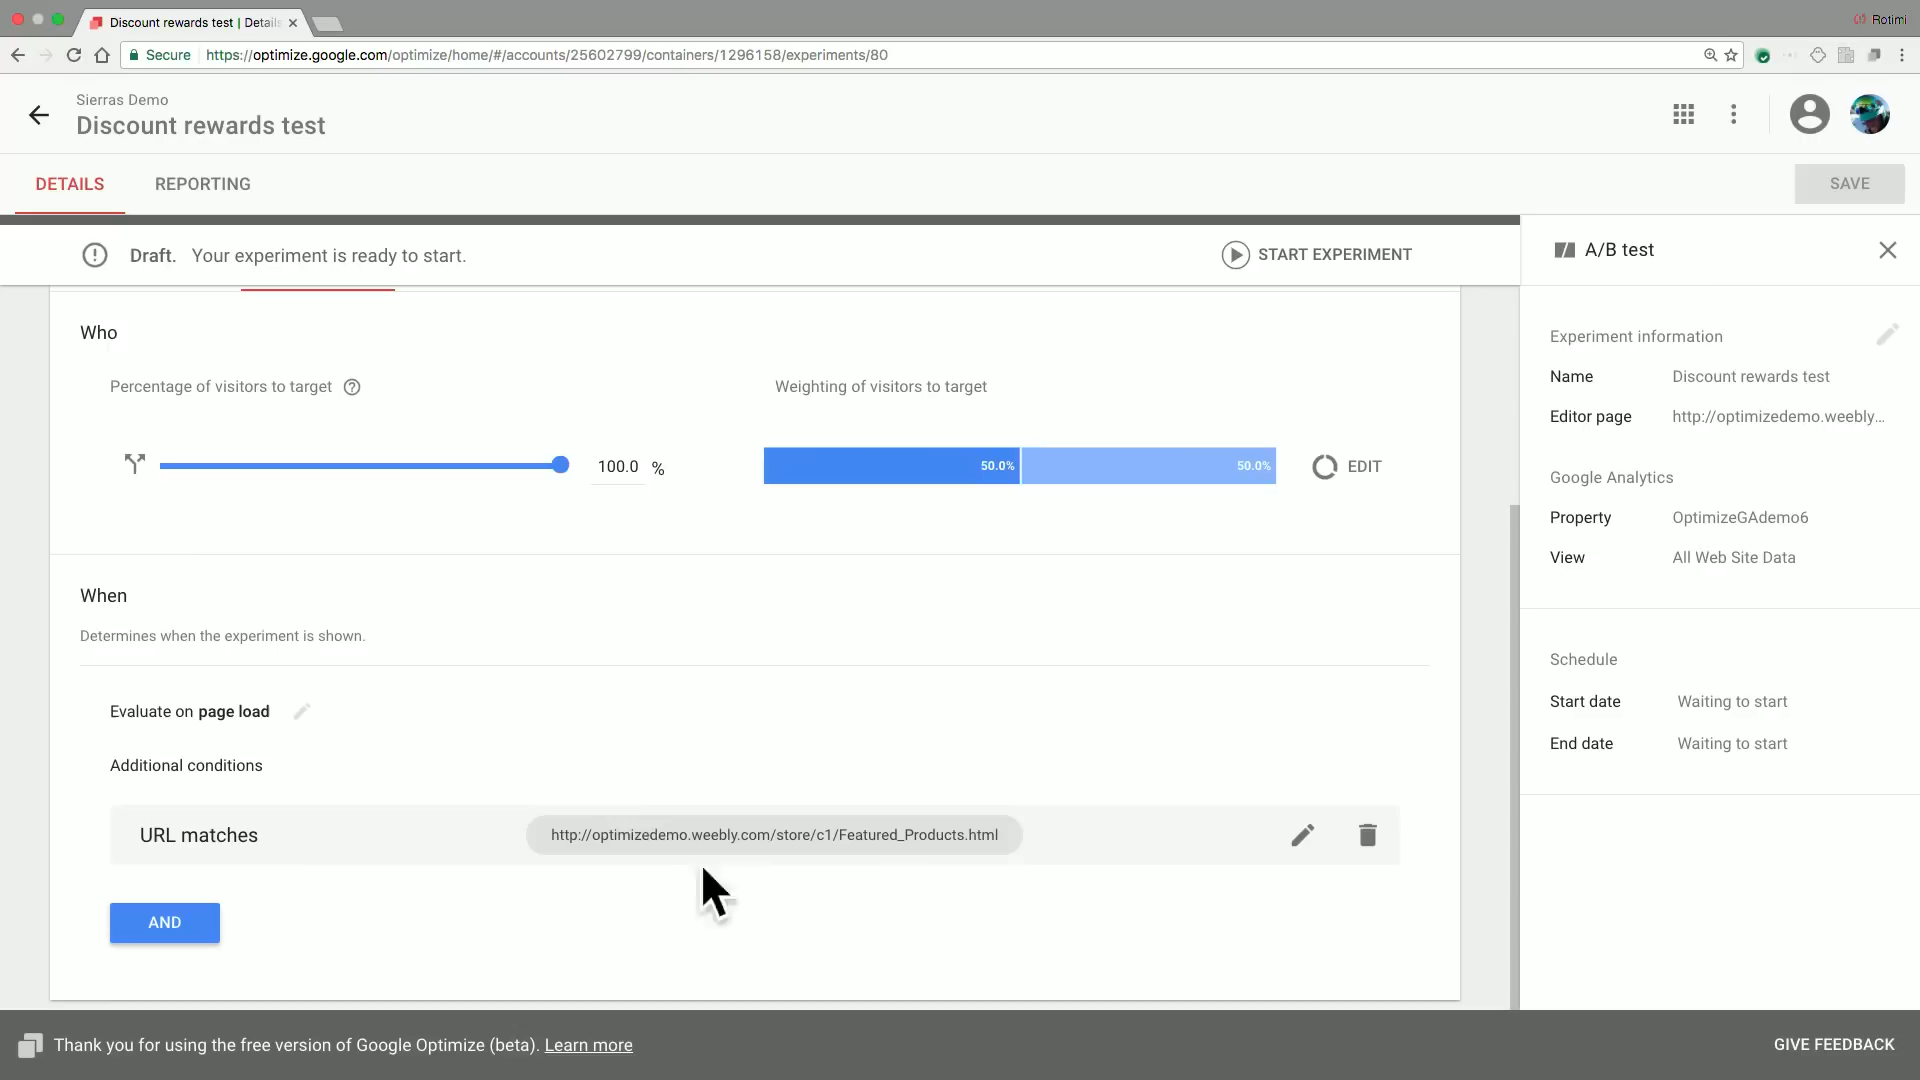 Discount rewards test | Details
Rotimi
Secure https://optimize.google.com/optimize/home/#/accounts/25602799/containers/1296158/experiments/80
Sierras Demo
Discount rewards test
DETAILS
REPORTING
SAVE
Draft. Your experiment is ready to start.
START EXPERIMENT
Who
Percentage of visitors to target
100.0 %
Weighting of visitors to target
50.0%
50.0%
EDIT
When
Determines when the experiment is shown.
Evaluate on page load
Additional conditions
URL matches
http://optimizedemo.weebly.com/store/c1/Featured_Products.html
AND
A/B test
Experiment information
Name Discount rewards test
Editor page http://optimizedemo.weebly...
Google Analytics
Property OptimizeGAdemo6
View All Web Site Data
Schedule
Start date Waiting to start
End date Waiting to start
Thank you for using the free version of Google Optimize (beta). Learn more
GIVE FEEDBACK